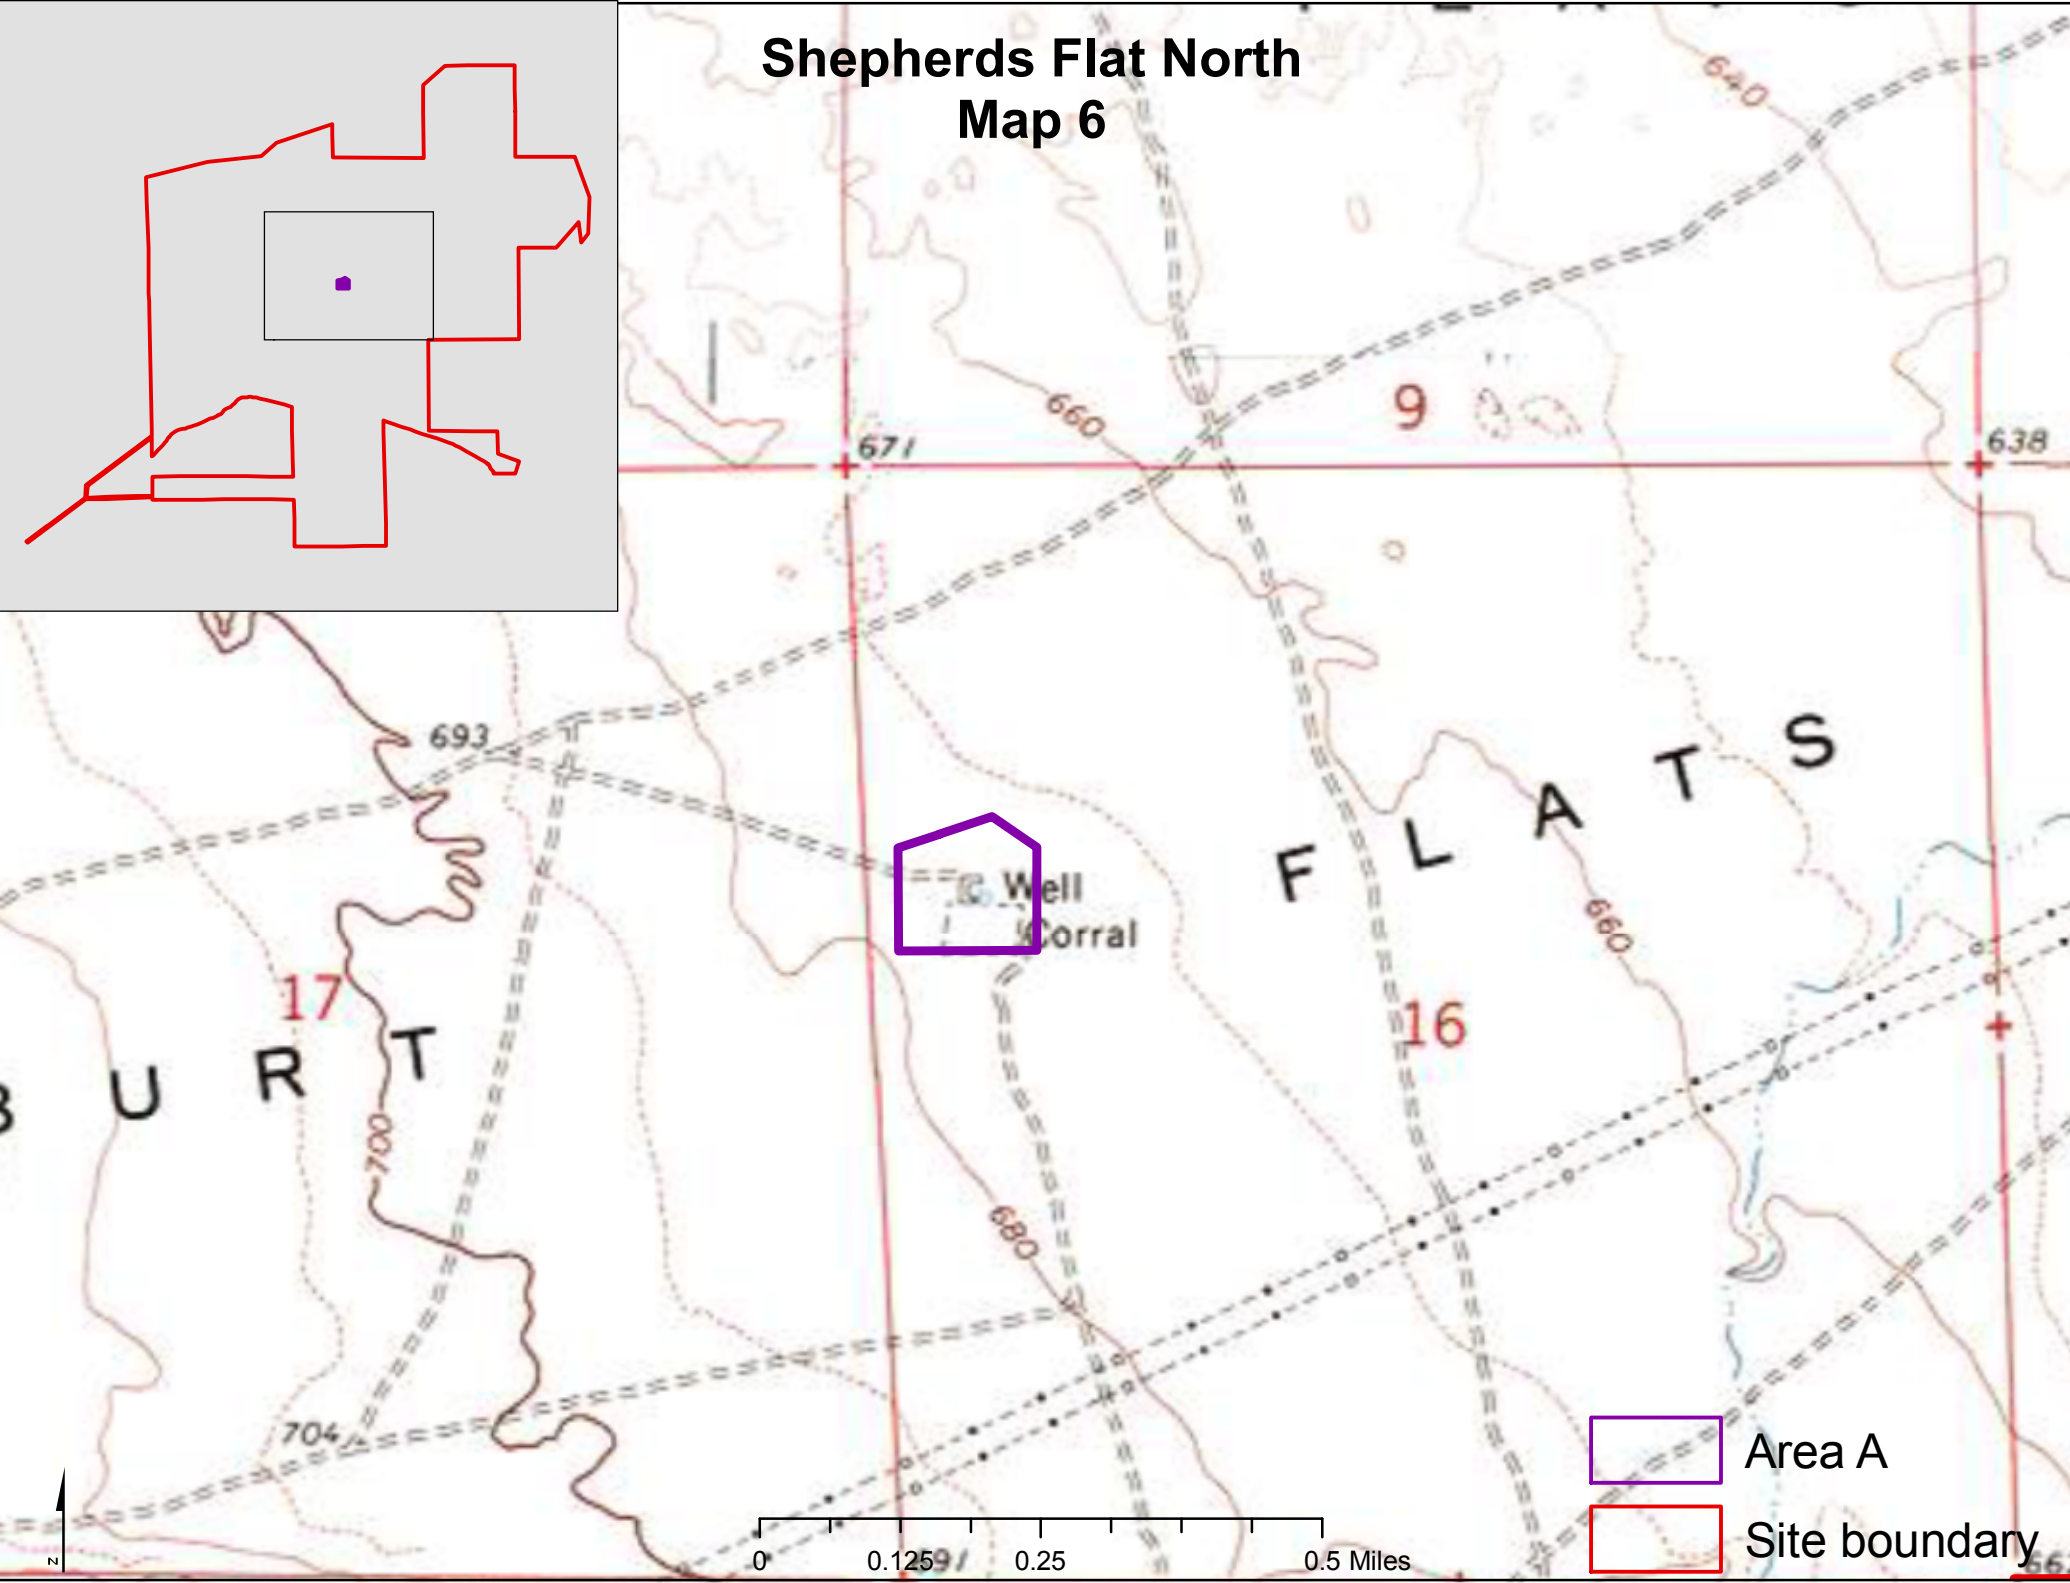 Shepherds Flat North
Map 6
640
660
9
671
638
693
F L A T S
Well
Corral
660
17
16
B U R T
700
680
704
Area A
Site boundary
0 0.125 0.25 0.5 Miles
N